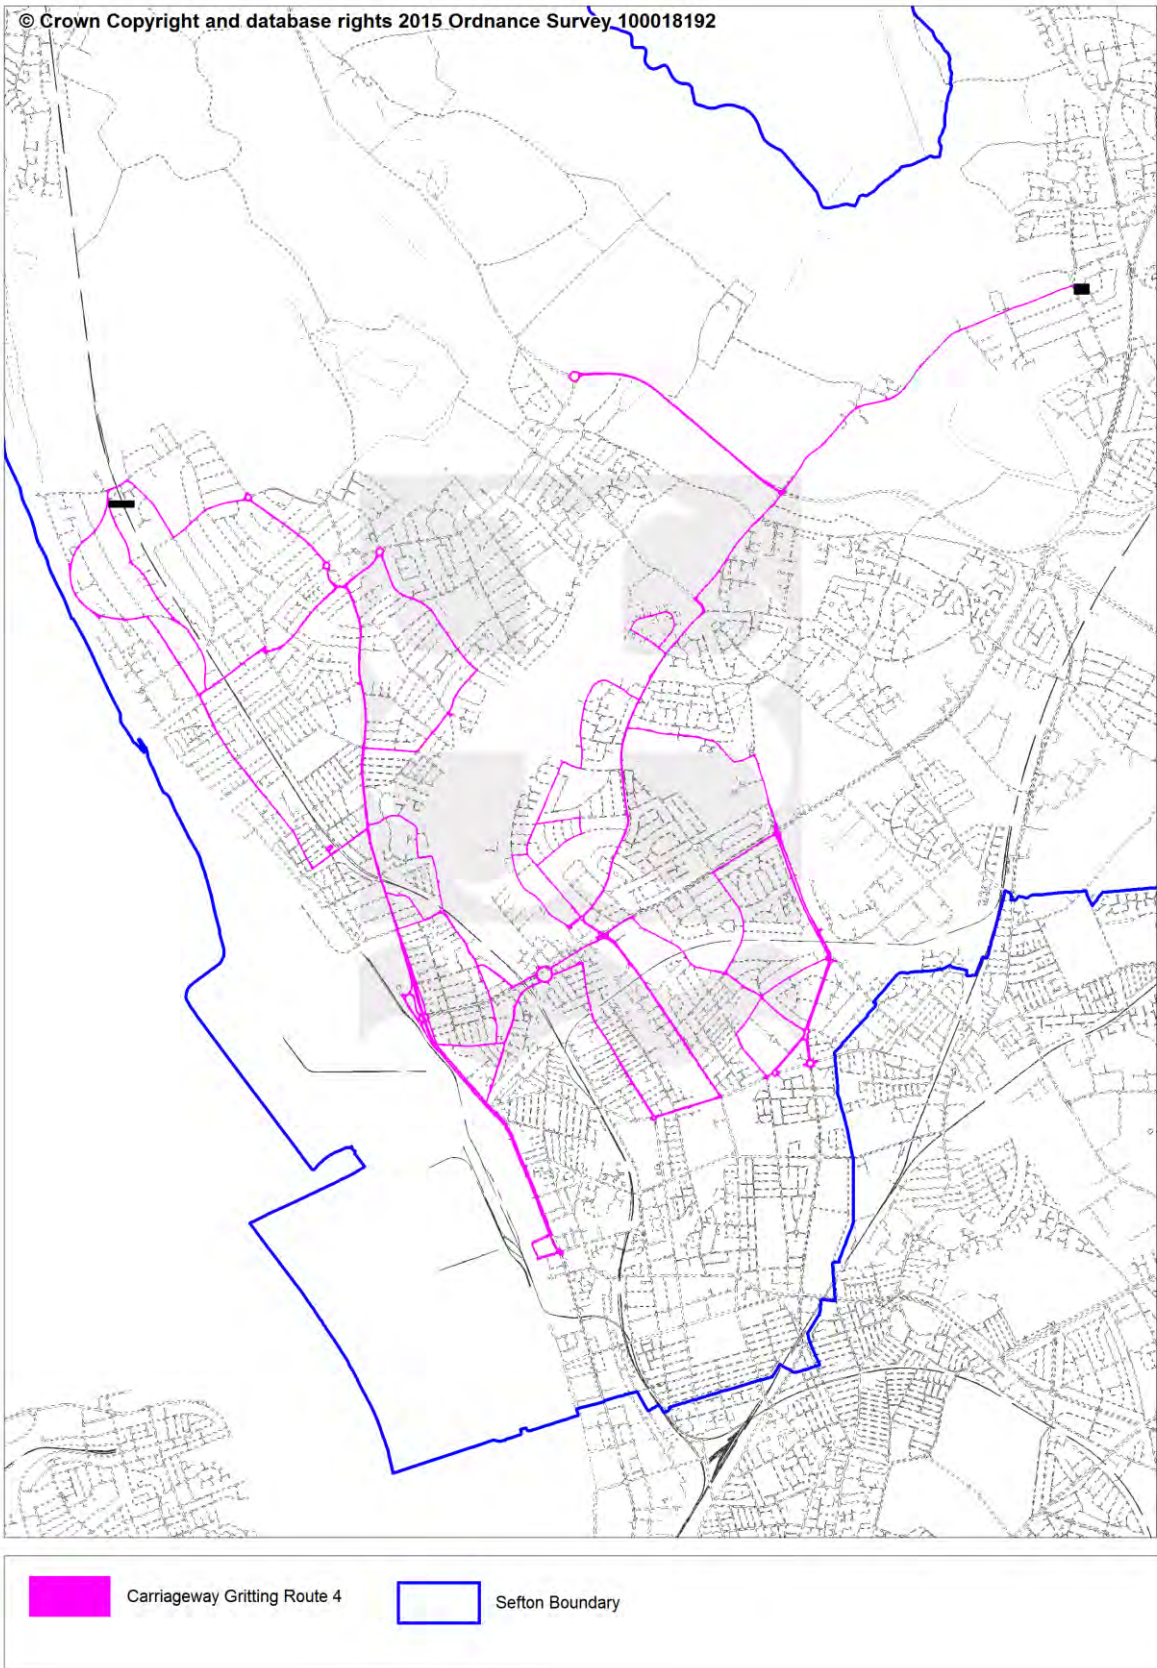 © Crown Copyright and database rights 2015 Ordnance Survey 100018192
Carriageway Gritting Route 4
Sefton Boundary